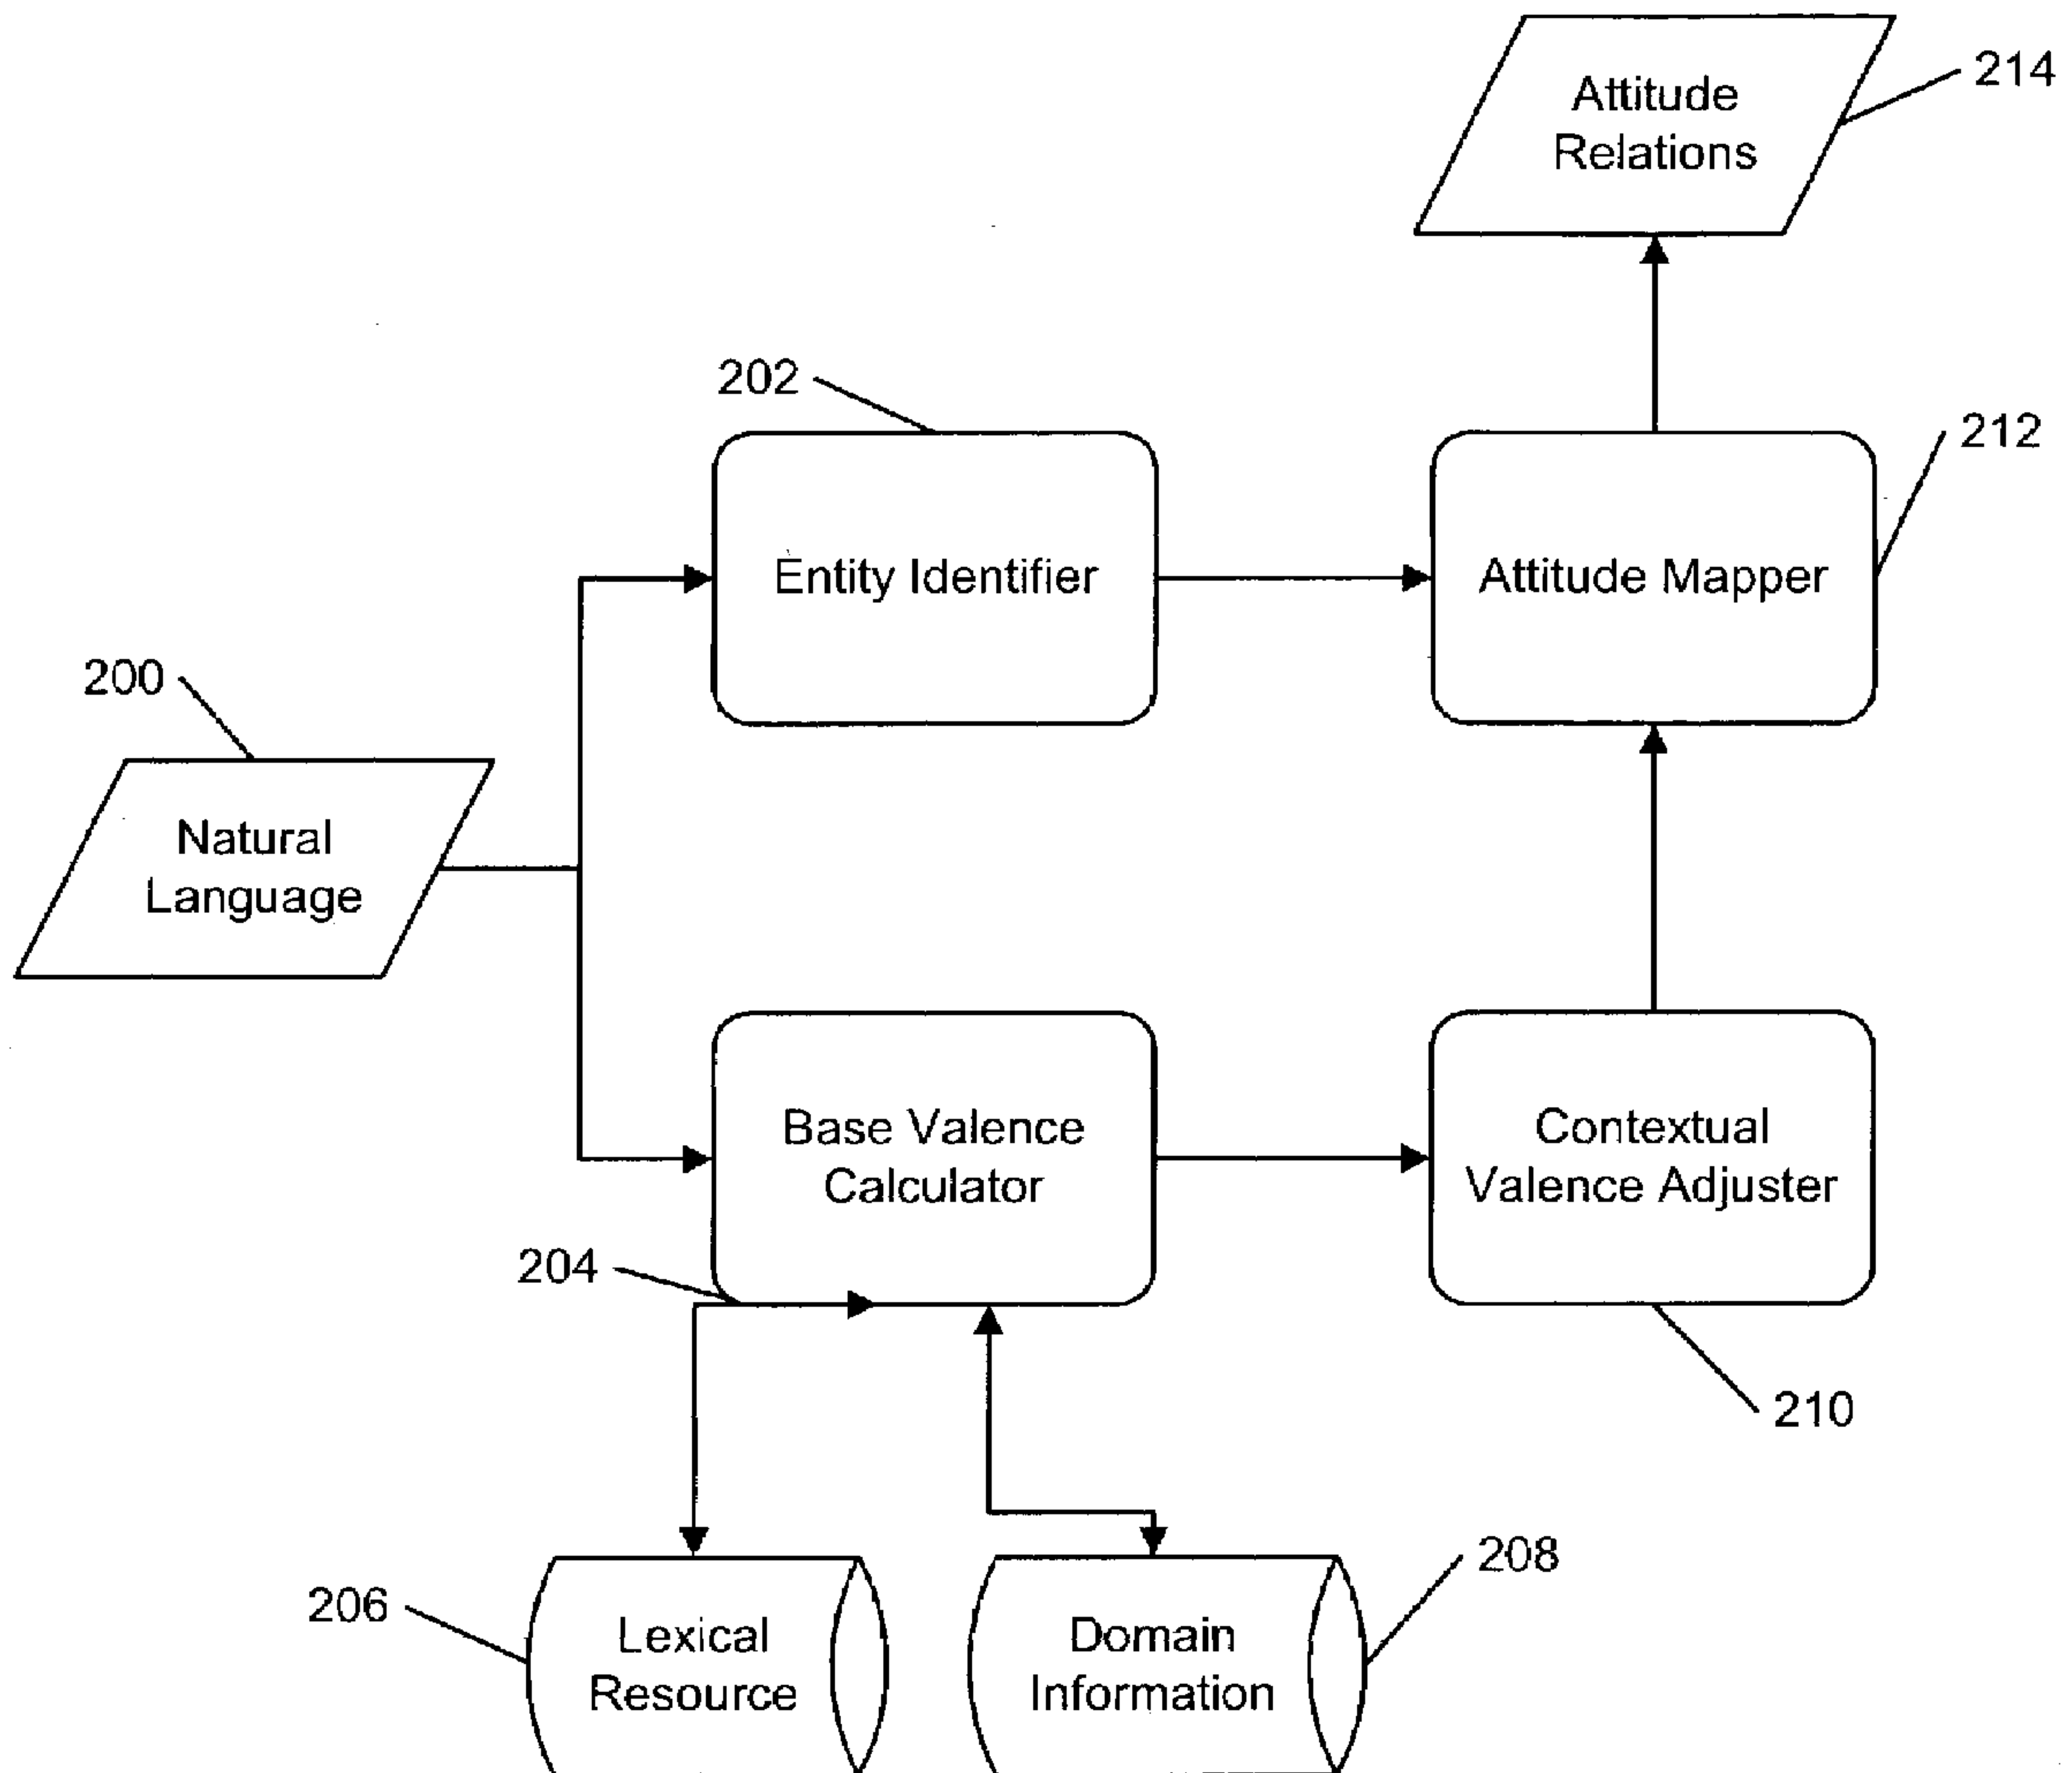 214
Attitude
Relations
202
212
Entity Identifier
Attitude Mapper
200
Natural
Language
Base Valence
Calculator
Contextual
Valence Adjuster
204
210
206
Lexical
Resource
Domain
Information
208